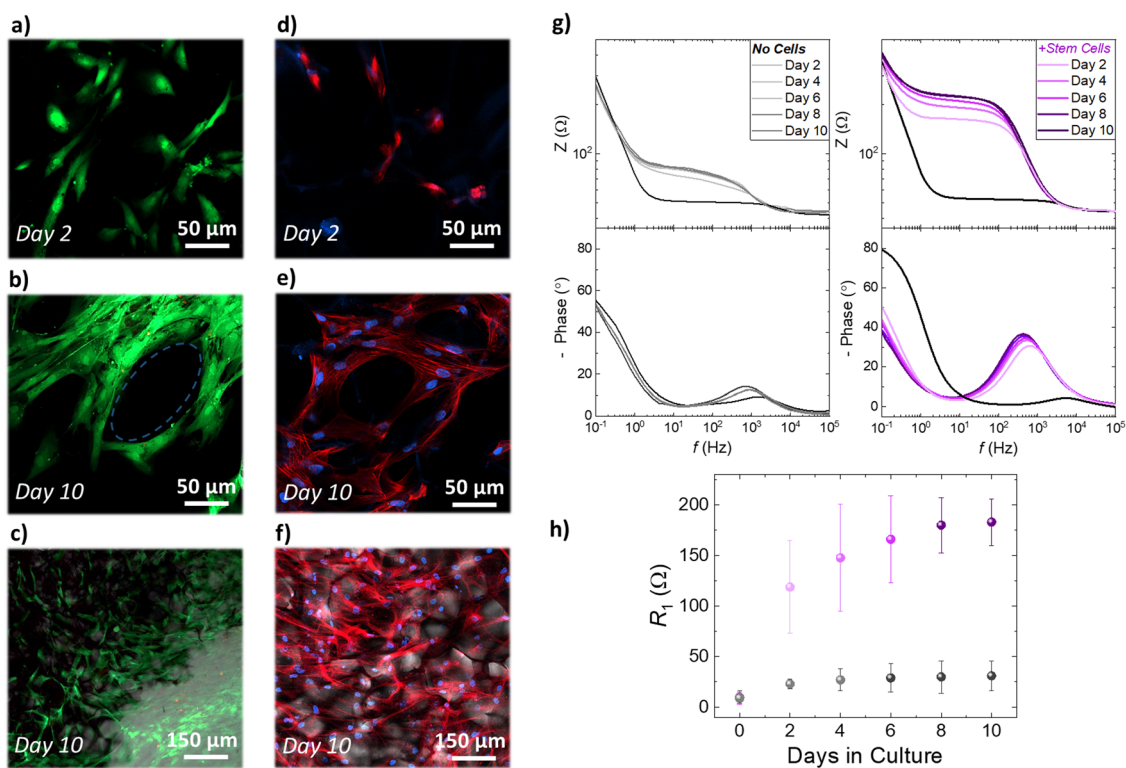 a)
Day 2
50 μm
b)
Day 10
50 μm
c)
Day 10
150 μm
d)
Day 2
50 μm
e)
Day 10
50 μm
f)
Day 10
150 μm
g)
No Cells
Day 2
Day 4
Day 6
Day 8
Day 10
Z (Ω)
10²
- Phase (°)
80
60
40
20
0
10⁻¹ 10⁰ 10¹ 10² 10³ 10⁴ 10⁵
f (Hz)
+Stem Cells
Day 2
Day 4
Day 6
Day 8
Day 10
Z (Ω)
10²
- Phase (°)
80
60
40
20
0
10⁻¹ 10⁰ 10¹ 10² 10³ 10⁴ 10⁵
f (Hz)
h)
R₁ (Ω)
200
150
100
50
0
0 2 4 6 8 10
Days in Culture